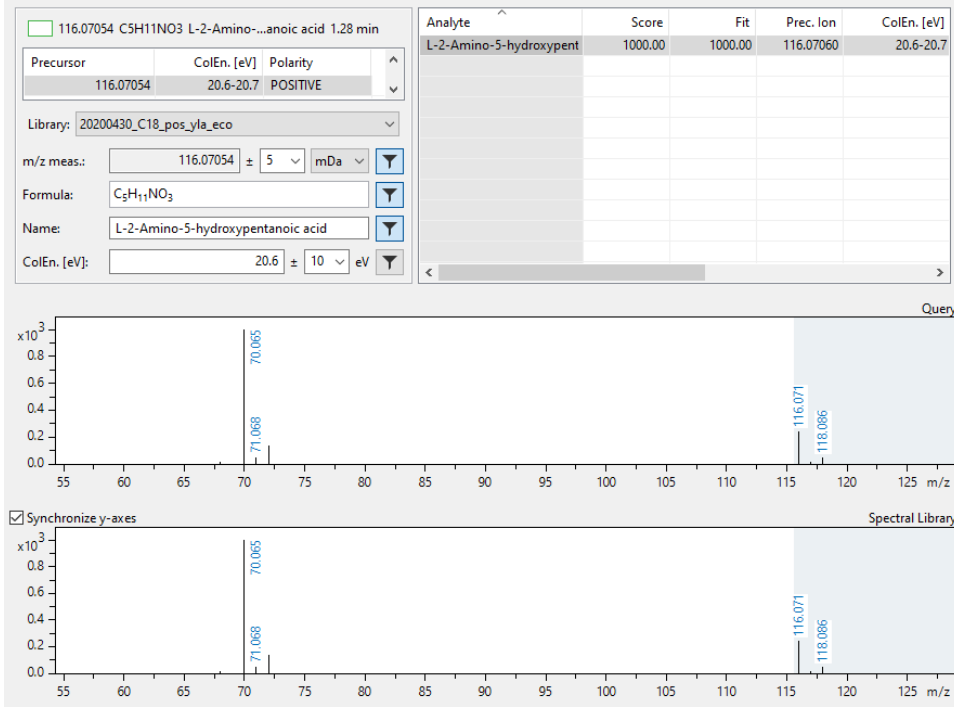 116.07054 C5H11NO3 L-2-Amino-...anoic acid 1.28 min
Precursor ColEn. [eV] Polarity
116.07054 20.6-20.7 POSITIVE
Library: 20200430_C18_pos_yla_eco
m/z meas.: 116.07054 ± 5 mDa
Formula: C₅H₁₁NO₃
Name: L-2-Amino-5-hydroxypentanoic acid
ColEn. [eV]: 20.6 ± 10 eV
Analyte Score Fit Prec. Ion ColEn. [eV]
L-2-Amino-5-hydroxypent 1000.00 1000.00 116.07060 20.6-20.7
Query
x10³
0.8
0.6
0.4
0.2
0.0
70.065
71.068
116.071
118.086
55 60 65 70 75 80 85 90 95 100 105 110 115 120 125 m/z
Synchronize y-axes Spectral Library
x10³
0.8
0.6
0.4
0.2
0.0
70.065
71.068
116.071
118.086
55 60 65 70 75 80 85 90 95 100 105 110 115 120 125 m/z